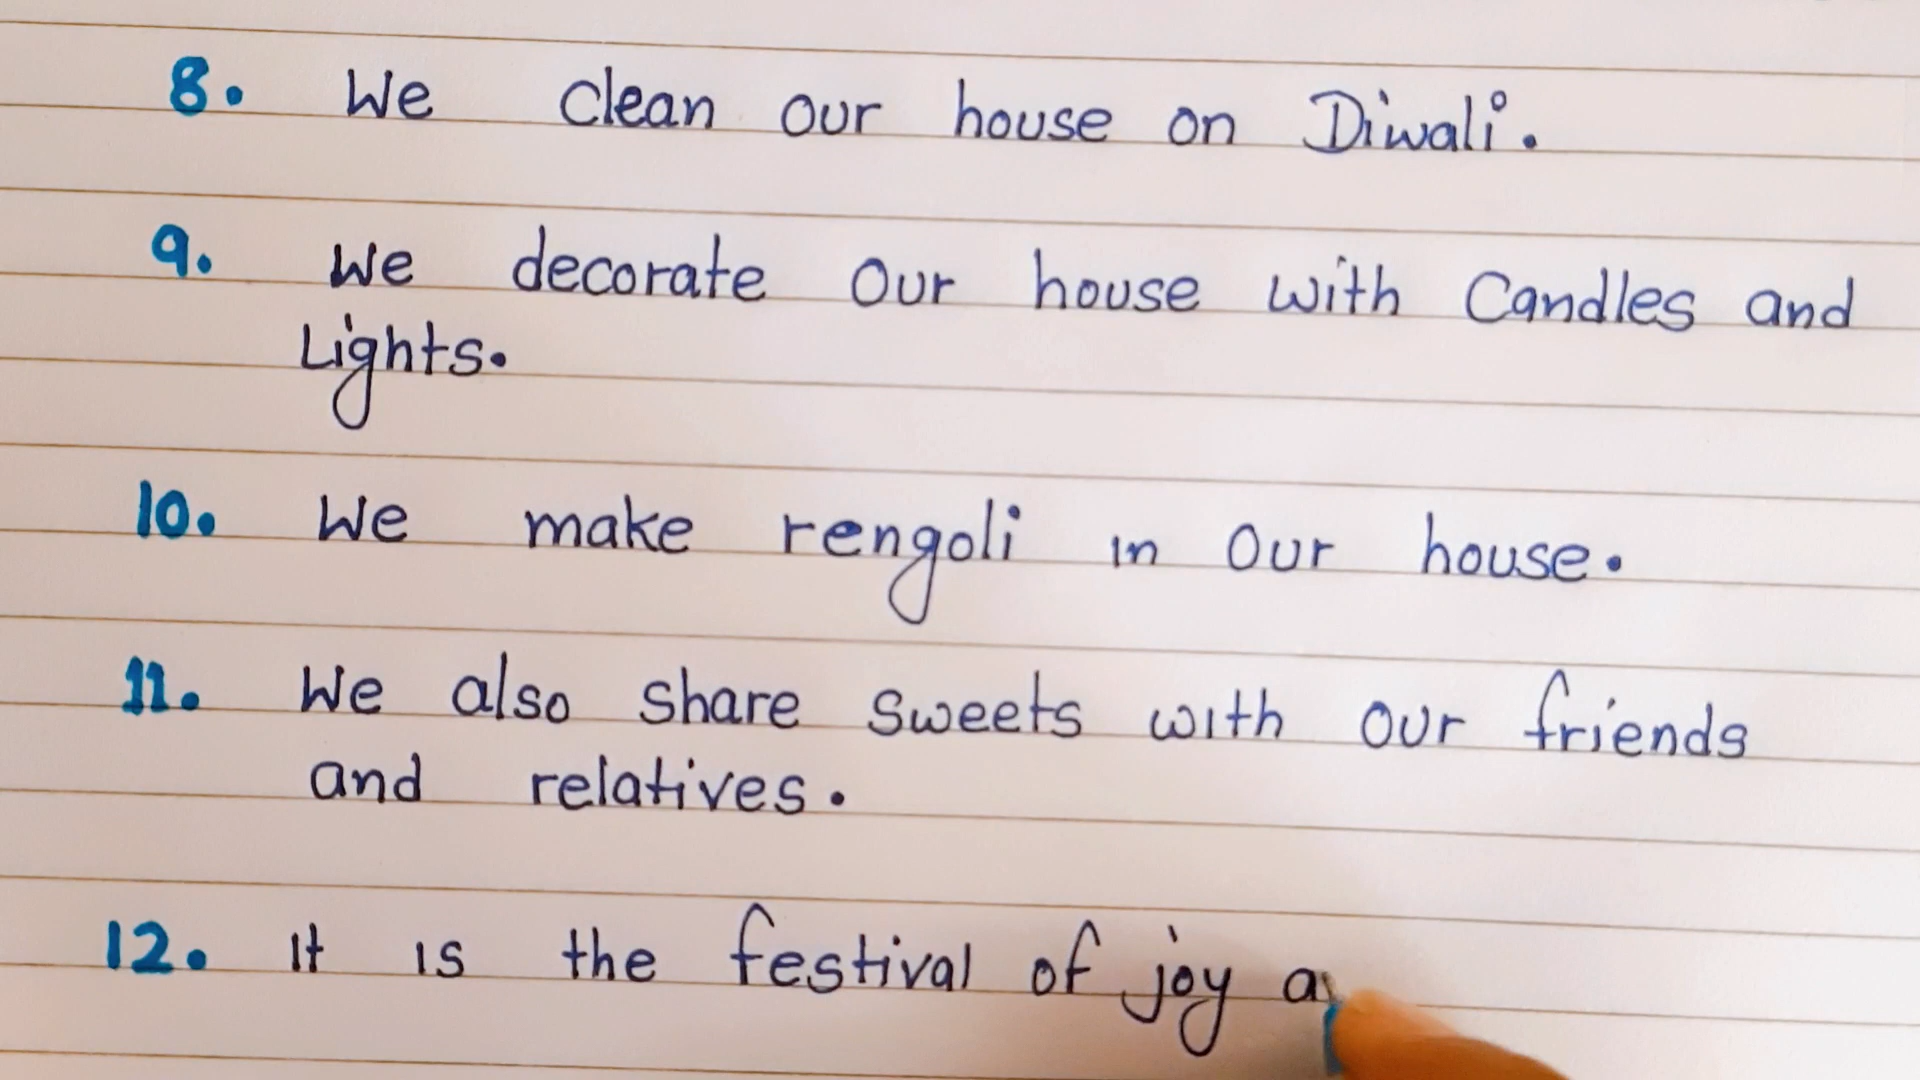 8. We clean our house on Diwali.
9. We decorate our house with Candles and
Lights.
10. We make rengoli in our house.
11. We also share sweets with our friends
and relatives.
12. It is the festival of joy